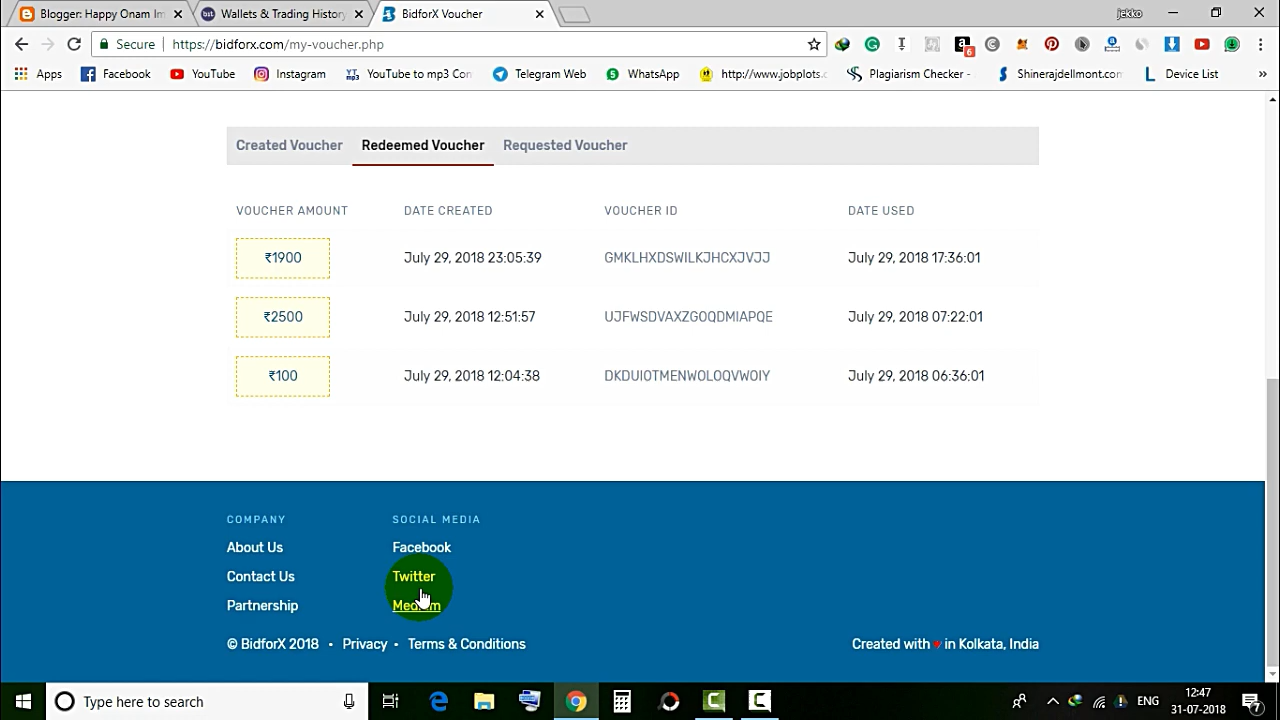 Blogger: Happy Onam Im
Wallets & Trading History
BidforX Voucher
jekko
Secure
https://bidforx.com/my-voucher.php
6
Apps
Facebook
YouTube
Instagram
YouTube to mp3 Con
Telegram Web
WhatsApp
http://www.jobplots.
Plagiarism Checker -
Shinerajdellmont.com
Device List
Created Voucher
Redeemed Voucher
Requested Voucher
VOUCHER AMOUNT DATE CREATED VOUCHER ID DATE USED
₹1900 July 29, 2018 23:05:39 GMKLHXDSWILKJHCXJVJJ July 29, 2018 17:36:01
₹2500 July 29, 2018 12:51:57 UJFWSDVAXZGOQDMIAPQE July 29, 2018 07:22:01
₹100 July 29, 2018 12:04:38 DKDUIOTMENWOLOQVWOIY July 29, 2018 06:36:01
COMPANY
About Us
Contact Us
Partnership
SOCIAL MEDIA
Facebook
Twitter
Medium
© BidforX 2018 • Privacy • Terms & Conditions
Created with ♥ in Kolkata, India
Type here to search
ENG
12:47
31-07-2018
7